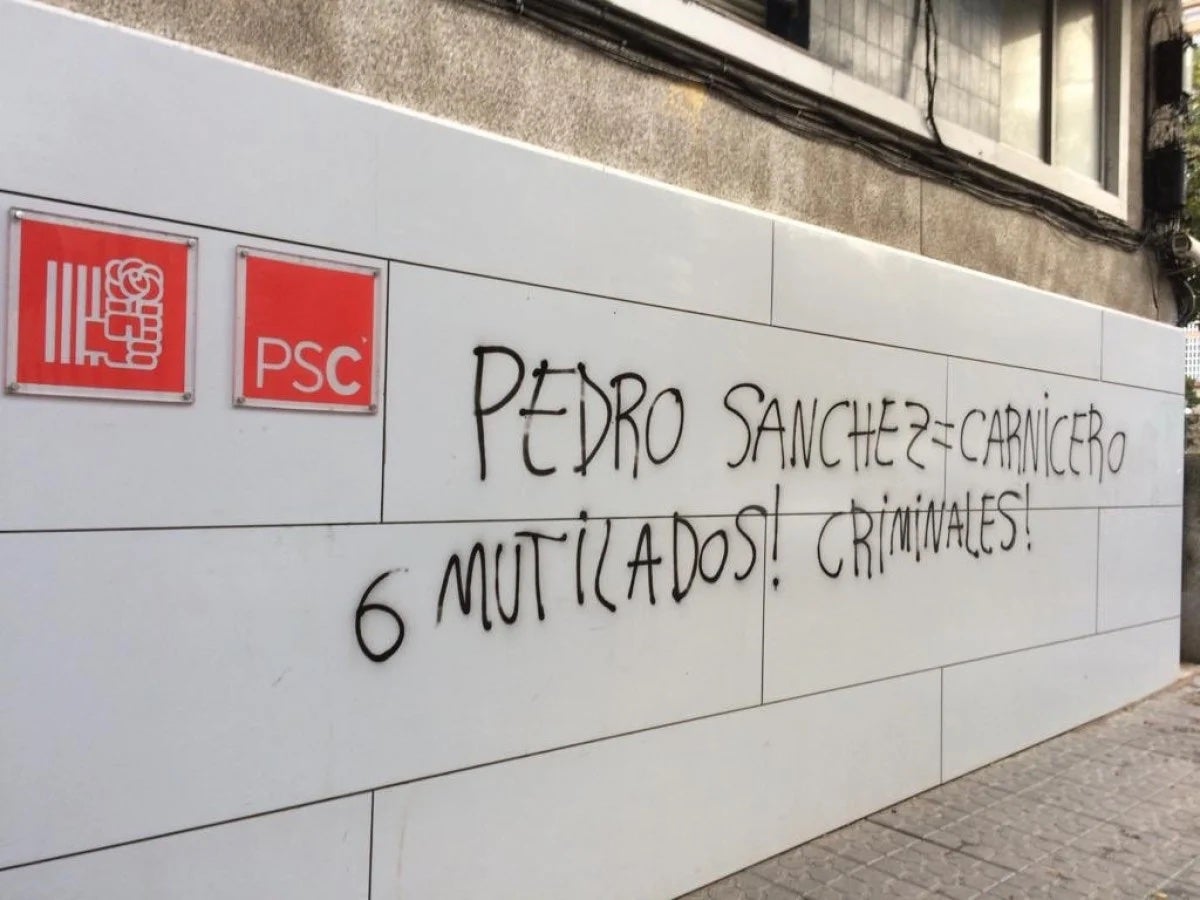 PSC
PEDRO SANCHEZ=CARNICERO
6 MUTILADOS! CRIMINALES!